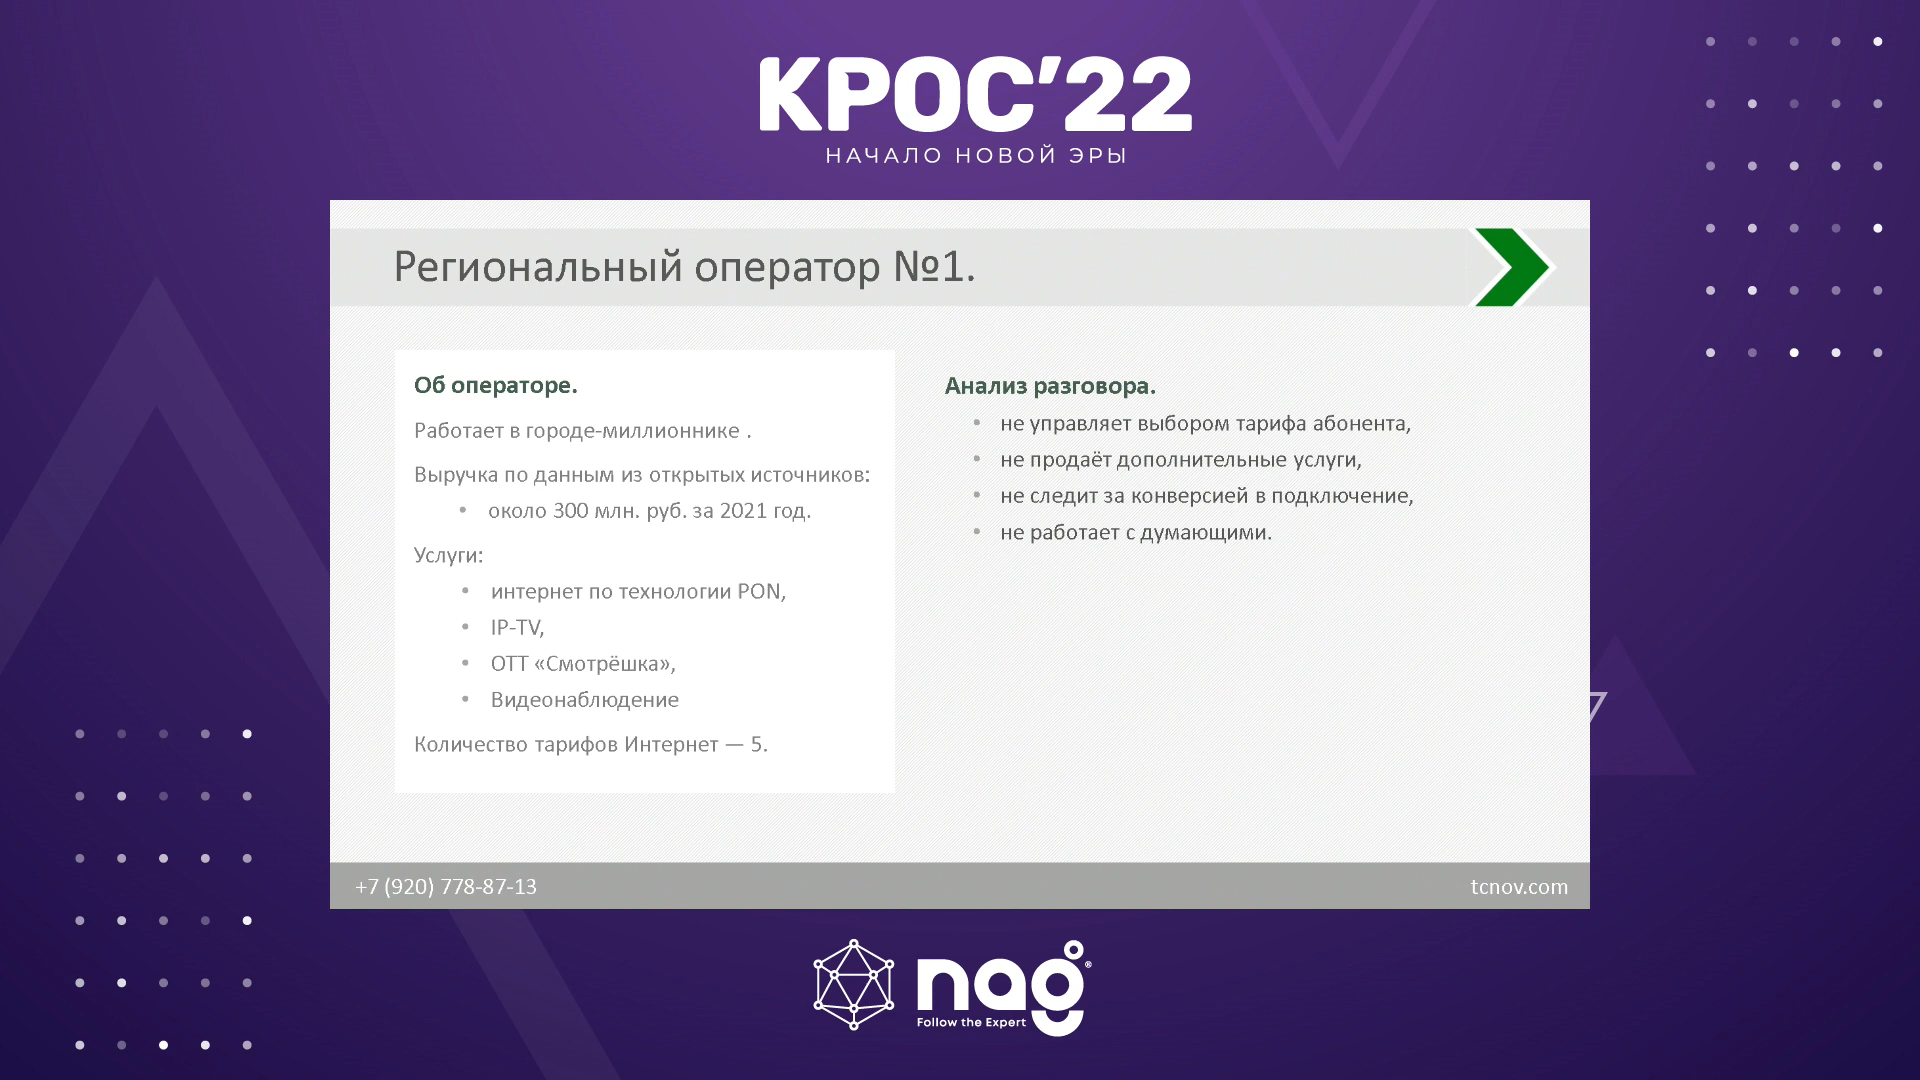 КРОС'22
НАЧАЛО НОВОЙ ЭРЫ
Региональный оператор №1.
Об операторе.
Работает в городе-миллионнике .
Выручка по данным из открытых источников:
• около 300 млн. руб. за 2021 год.
Услуги:
• интернет по технологии PON,
• IP-TV,
• ОТТ «Смотрёшка»,
• Видеонаблюдение
Количество тарифов Интернет — 5.
Анализ разговора.
• не управляет выбором тарифа абонента,
• не продаёт дополнительные услуги,
• не следит за конверсией в подключение,
• не работает с думающими.
+7 (920) 778-87-13
tcnov.com
nag®
Follow the Expert